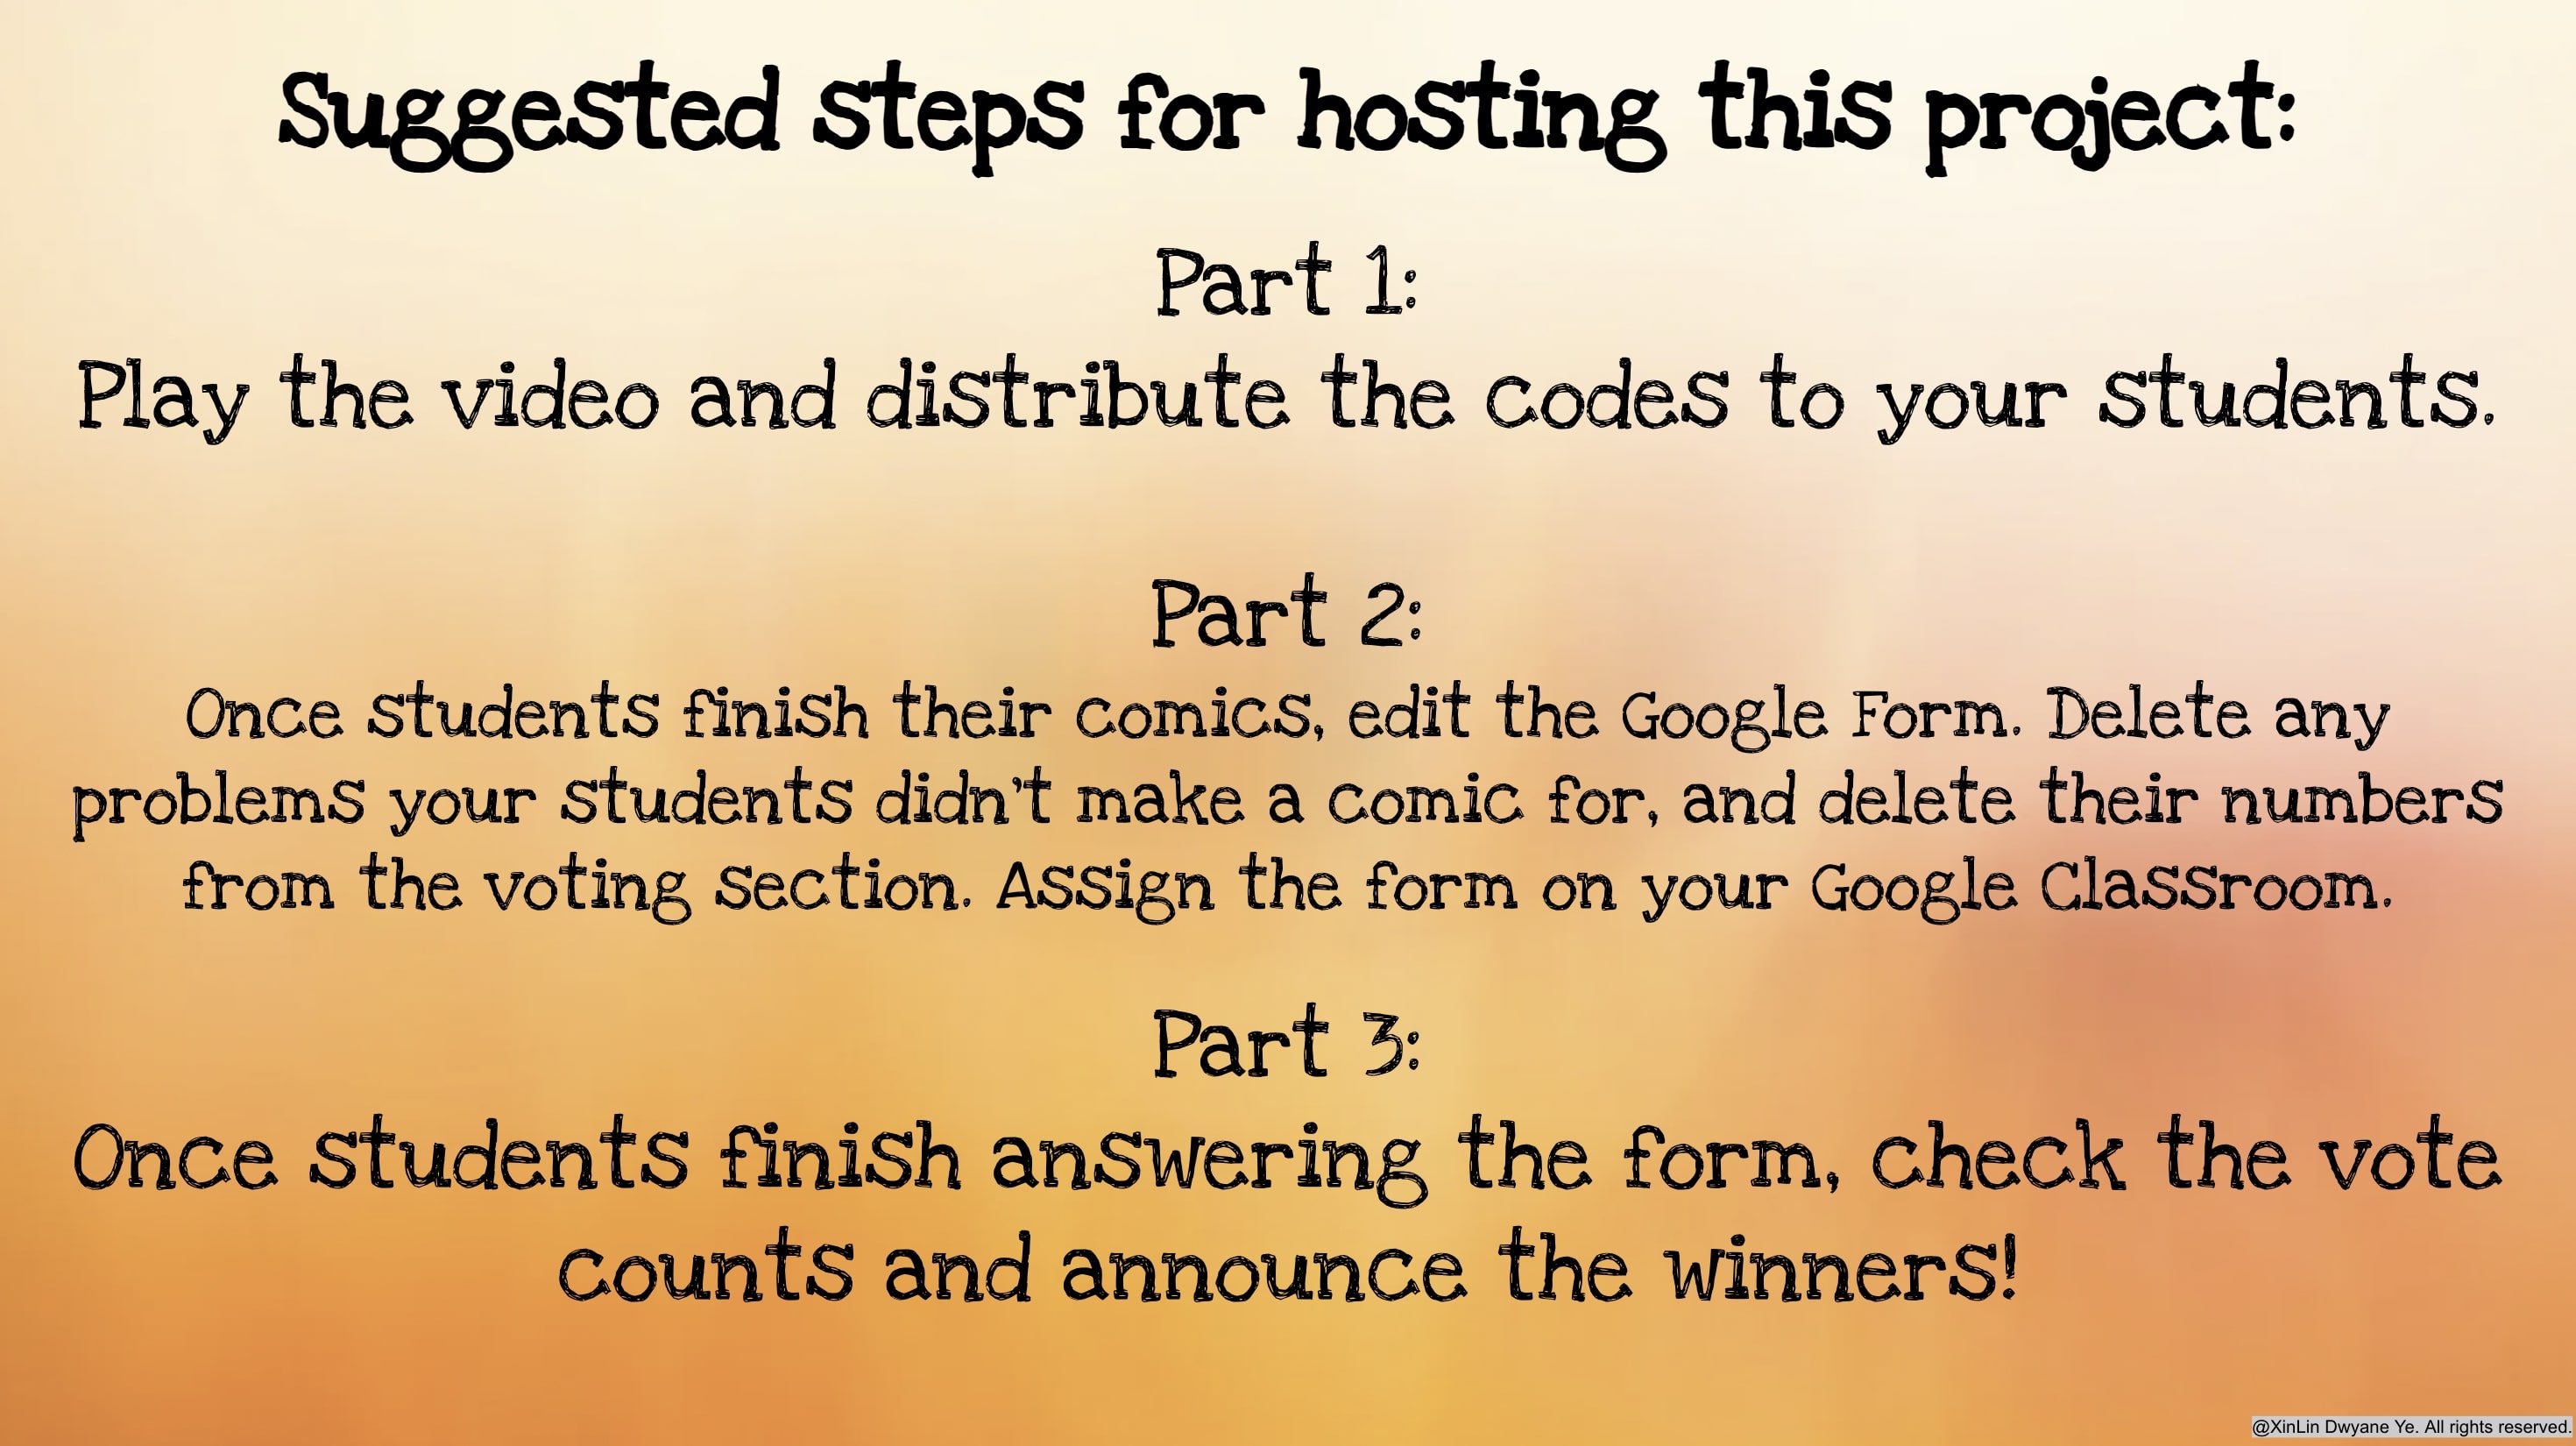 Suggested steps for hosting this project:
Part 1:
Play the video and distribute the codes to your students.
Part 2:
Once students finish their comics, edit the Google Form. Delete any
problems your students didn't make a comic for, and delete their numbers
from the voting section. Assign the form on your Google Classroom.
Part 3:
Once students finish answering the form, check the vote
counts and announce the winners!
@XinLin Dwyane Ye. All rights reserved.